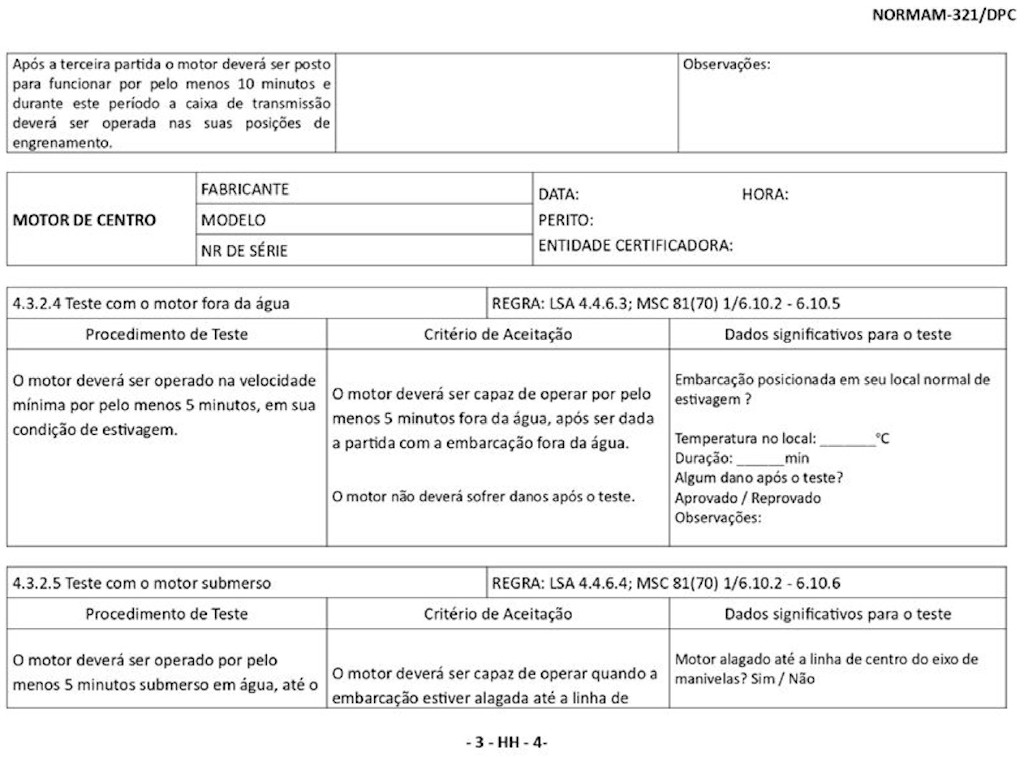 NORMAM-321/DPC
Após a terceira partida o motor deverá ser posto
para funcionar por pelo menos 10 minutos e
durante este período a caixa de transmissão
deverá ser operada nas suas posições de
engrenamento.
Observações:
MOTOR DE CENTRO
FABRICANTE
MODELO
NR DE SÉRIE
DATA: HORA:
PERITO:
ENTIDADE CERTIFICADORA:
4.3.2.4 Teste com o motor fora da água
REGRA: LSA 4.4.6.3; MSC 81(70) 1/6.10.2 - 6.10.5
Procedimento de Teste
Critério de Aceitação
Dados significativos para o teste
O motor deverá ser operado na velocidade
mínima por pelo menos 5 minutos, em sua
condição de estivagem.
O motor deverá ser capaz de operar por pelo
menos 5 minutos fora da água, após ser dada
a partida com a embarcação fora da água.
O motor não deverá sofrer danos após o teste.
Embarcação posicionada em seu local normal de
estivagem ?
Temperatura no local: _______°C
Duração: ______min
Algum dano após o teste?
Aprovado / Reprovado
Observações:
4.3.2.5 Teste com o motor submerso
REGRA: LSA 4.4.6.4; MSC 81(70) 1/6.10.2 - 6.10.6
Procedimento de Teste
Critério de Aceitação
Dados significativos para o teste
O motor deverá ser operado por pelo
menos 5 minutos submerso em água, até o
O motor deverá ser capaz de operar quando a
embarcação estiver alagada até a linha de
Motor alagado até a linha de centro do eixo de
manivelas? Sim / Não
- 3 - HH - 4-